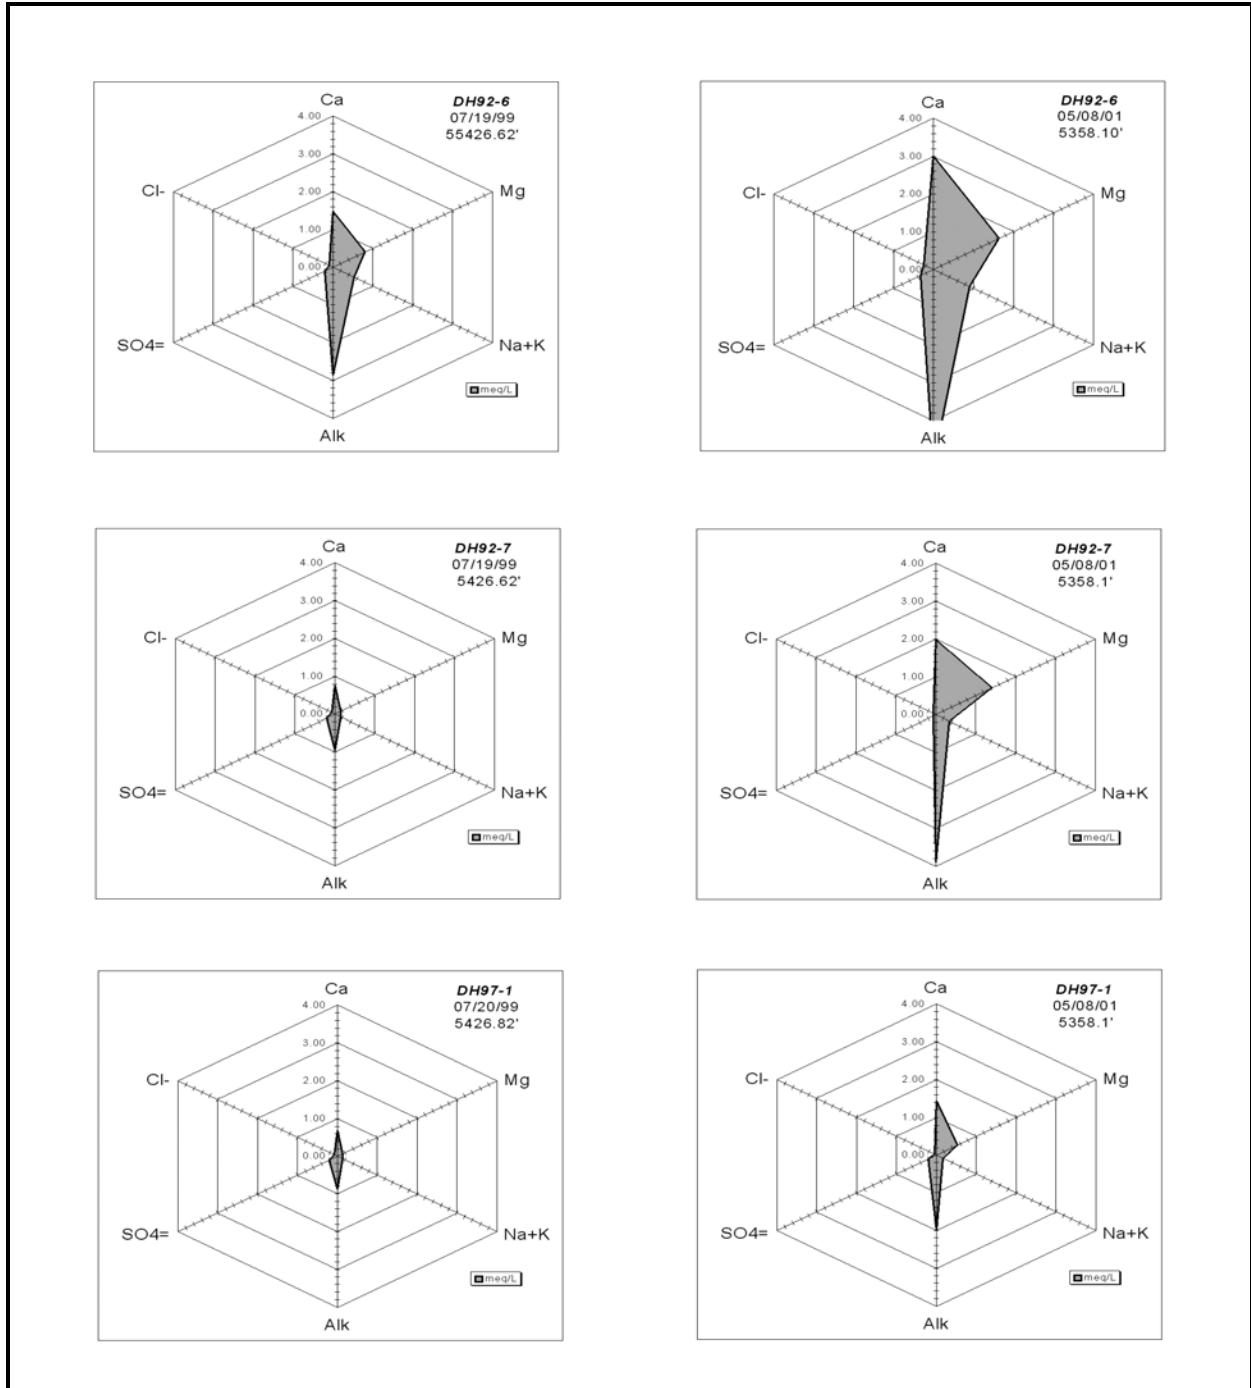 Ca
DH92-6
07/19/99
55426.62'
4.00
3.00
2.00
1.00
0.00
Cl-
Mg
SO4=
Na+K
meq/L
Alk
Ca
DH92-6
05/08/01
5358.10'
4.00
3.00
2.00
1.00
0.00
Cl-
Mg
SO4=
Na+K
meq/L
Alk
Ca
DH92-7
07/19/99
5426.62'
4.00
3.00
2.00
1.00
0.00
Cl-
Mg
SO4=
Na+K
meq/L
Alk
Ca
DH92-7
05/08/01
5358.1'
4.00
3.00
2.00
1.00
0.00
Cl-
Mg
SO4=
Na+K
meq/L
Alk
Ca
DH97-1
07/20/99
5426.82'
4.00
3.00
2.00
1.00
0.00
Cl-
Mg
SO4=
Na+K
meq/L
Alk
Ca
DH97-1
05/08/01
5358.1'
4.00
3.00
2.00
1.00
0.00
Cl-
Mg
SO4=
Na+K
meq/L
Alk